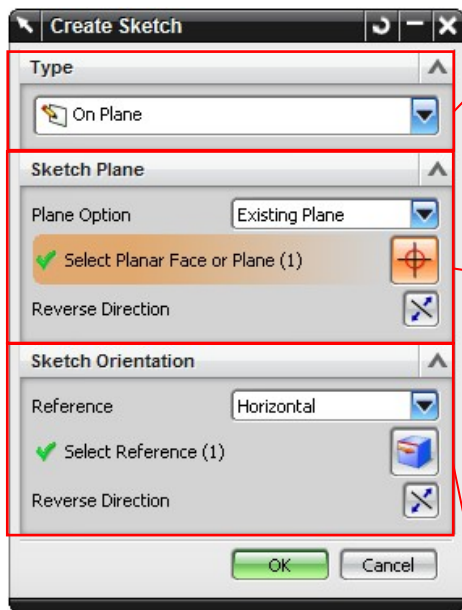 Create Sketch
Type
On Plane
Sketch Plane
Plane Option Existing Plane
Select Planar Face or Plane (1)
Reverse Direction
Sketch Orientation
Reference Horizontal
Select Reference (1)
Reverse Direction
OK Cancel